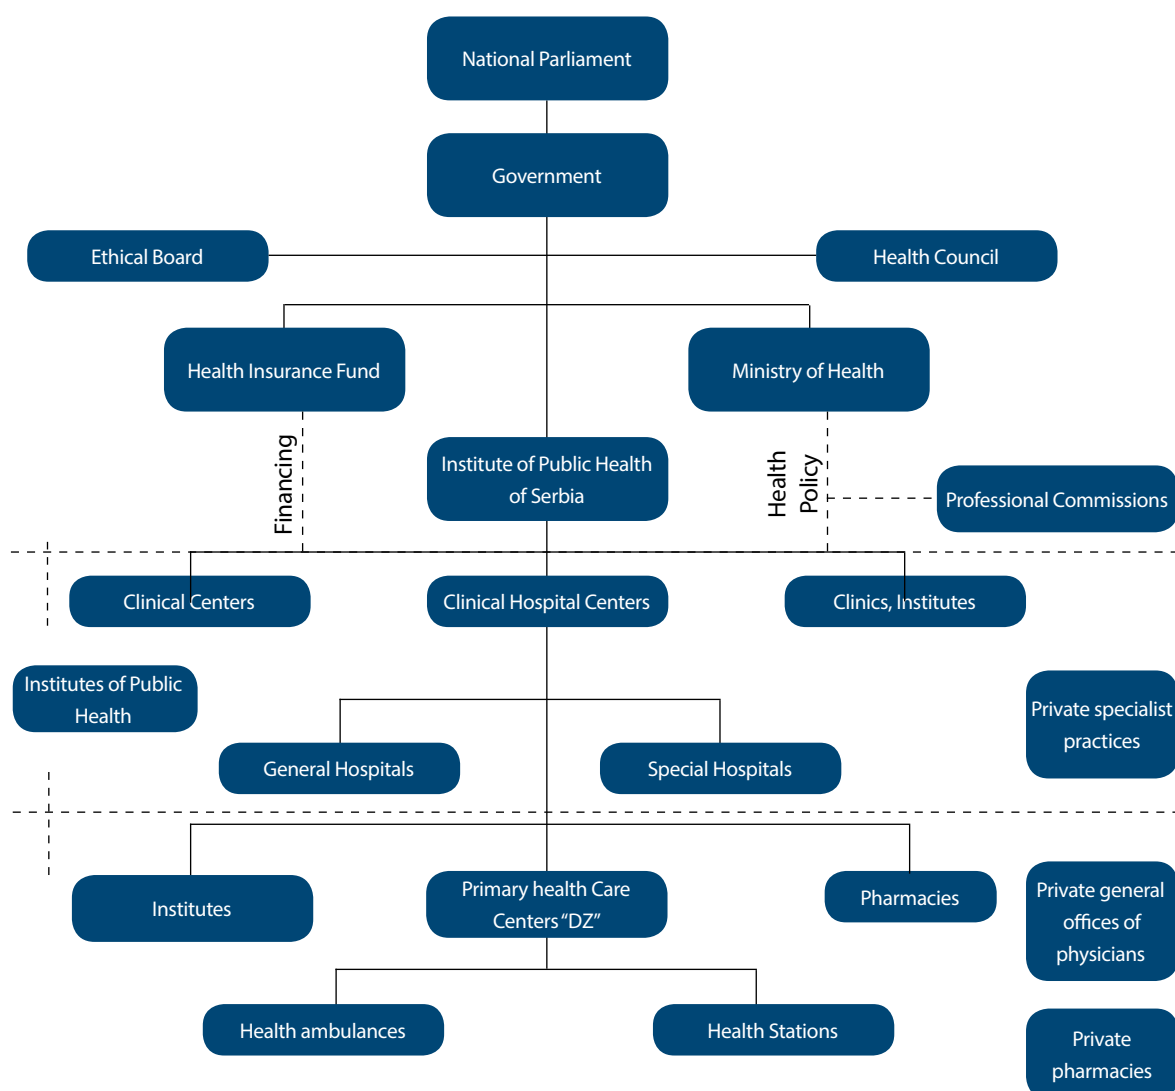 National Parliament
Government
Ethical Board
Health Council
Health Insurance Fund
Ministry of Health
Financing
Institute of Public Health
of Serbia
Health
Policy
Professional Commissions
Clinical Centers
Clinical Hospital Centers
Clinics, Institutes
Institutes of Public
Health
Private specialist
practices
General Hospitals
Special Hospitals
Institutes
Primary health Care
Centers “DZ”
Pharmacies
Private general
offices of
physicians
Health ambulances
Health Stations
Private
pharmacies